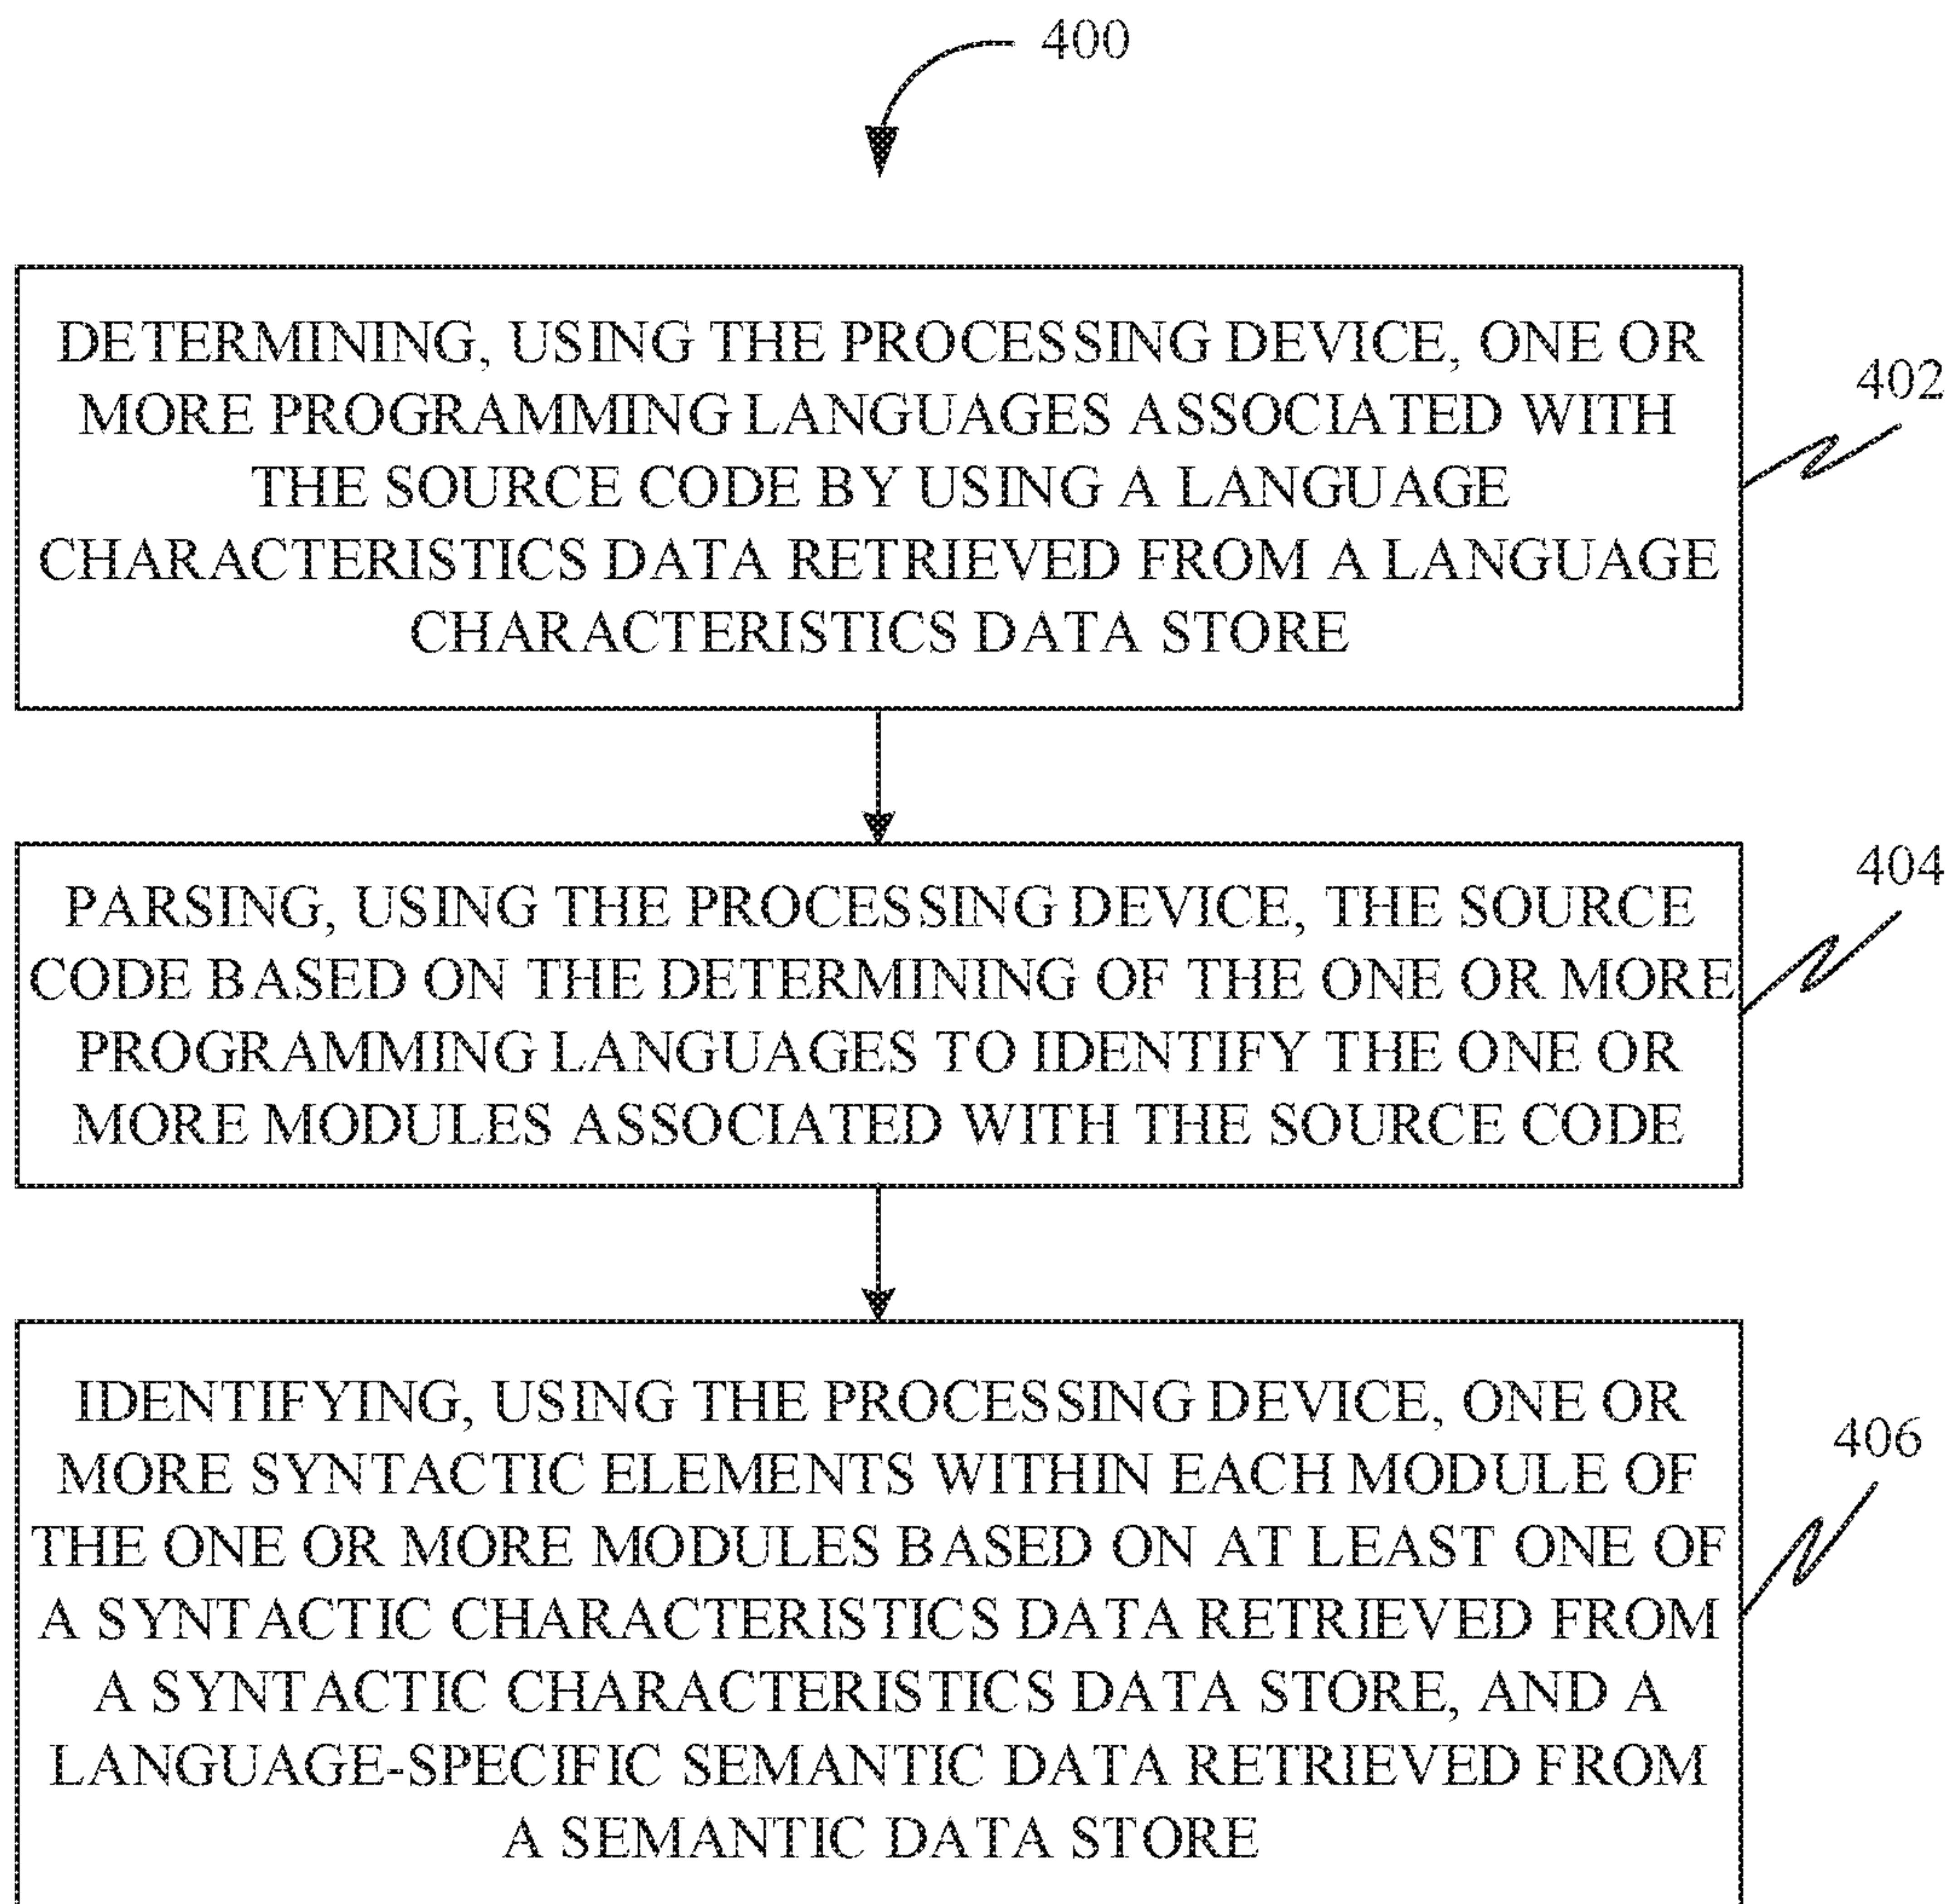 400
DETERMINING, USING THE PROCESSING DEVICE, ONE OR
MORE PROGRAMMING LANGUAGES ASSOCIATED WITH
THE SOURCE CODE BY USING A LANGUAGE
CHARACTERISTICS DATA RETRIEVED FROM A LANGUAGE
CHARACTERISTICS DATA STORE
402
PARSING, USING THE PROCESSING DEVICE, THE SOURCE
CODE BASED ON THE DETERMINING OF THE ONE OR MORE
PROGRAMMING LANGUAGES TO IDENTIFY THE ONE OR
MORE MODULES ASSOCIATED WITH THE SOURCE CODE
404
IDENTIFYING, USING THE PROCESSING DEVICE, ONE OR
MORE SYNTACTIC ELEMENTS WITHIN EACH MODULE OF
THE ONE OR MORE MODULES BASED ON AT LEAST ONE OF
A SYNTACTIC CHARACTERISTICS DATA RETRIEVED FROM
A SYNTACTIC CHARACTERISTICS DATA STORE, AND A
LANGUAGE-SPECIFIC SEMANTIC DATA RETRIEVED FROM
A SEMANTIC DATA STORE
406